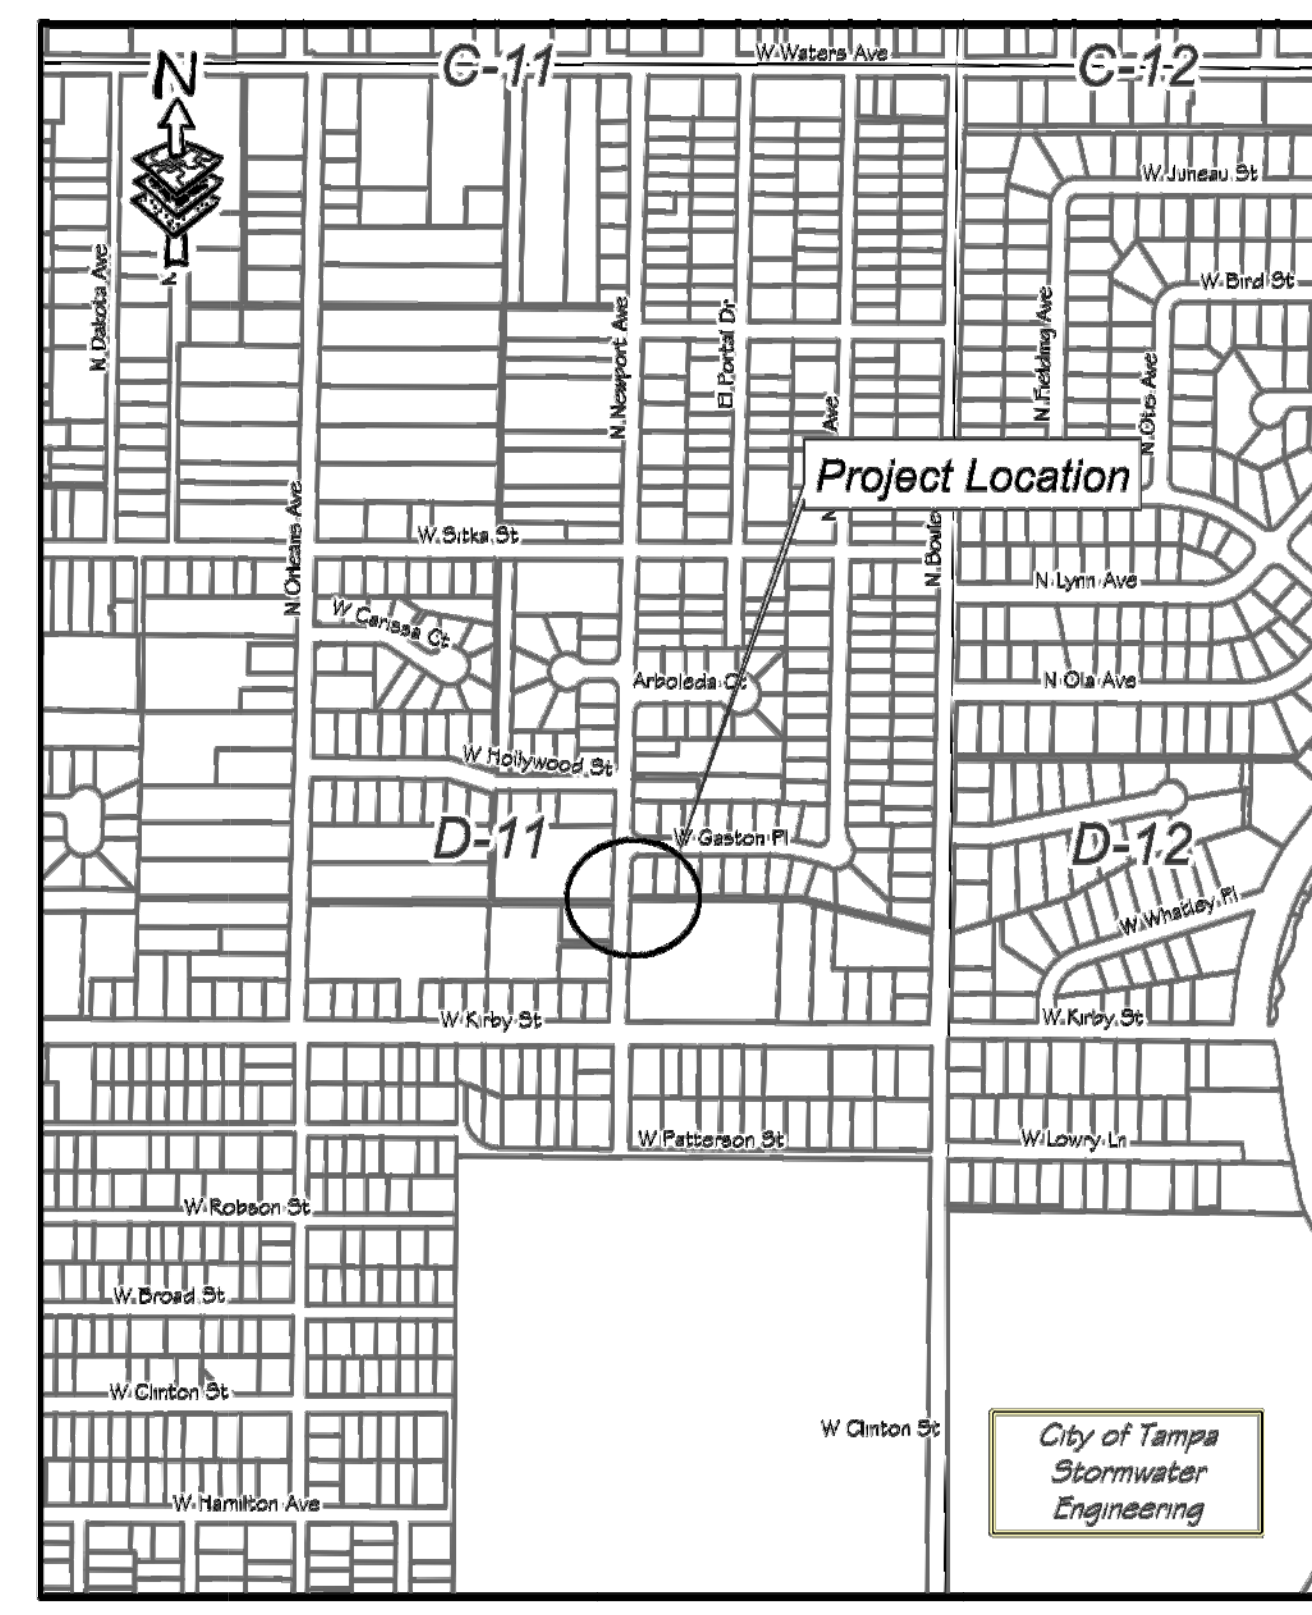 C-11
W Waters Ave
C-12
N
W Juneau St
W Bird St
N Dakota Ave
N
N Newport Ave
El Portal Dr
N Fielding Ave
N Otis Ave
Ave
Project Location
N
N Boule
N Orleans Ave
W Sitka St
N Lynn Ave
W Carissa Ct
Arboleda Ct
N Ola Ave
W Hollywood St
D-11
W Gaston Pl
D-12
W Whatley Pl
W Kirby St
W Kirby St
W Patterson St
W Lowry Ln
W Robson St
W Broad St
W Clinton St
W Clinton St
City of Tampa
Stormwater
Engineering
W Hamilton Ave